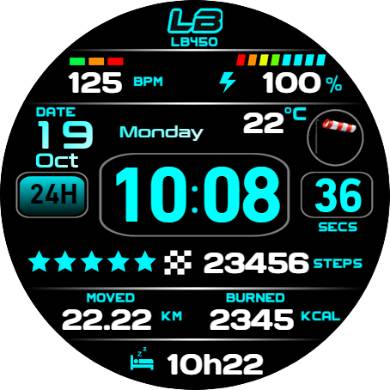 LB
LB450
125 BPM 100 %
DATE
19
Oct
Monday
22°C
24H
10:08
36
SECS
23456 STEPS
MOVED
22.22 KM
BURNED
2345 KCAL
z z z
10h22